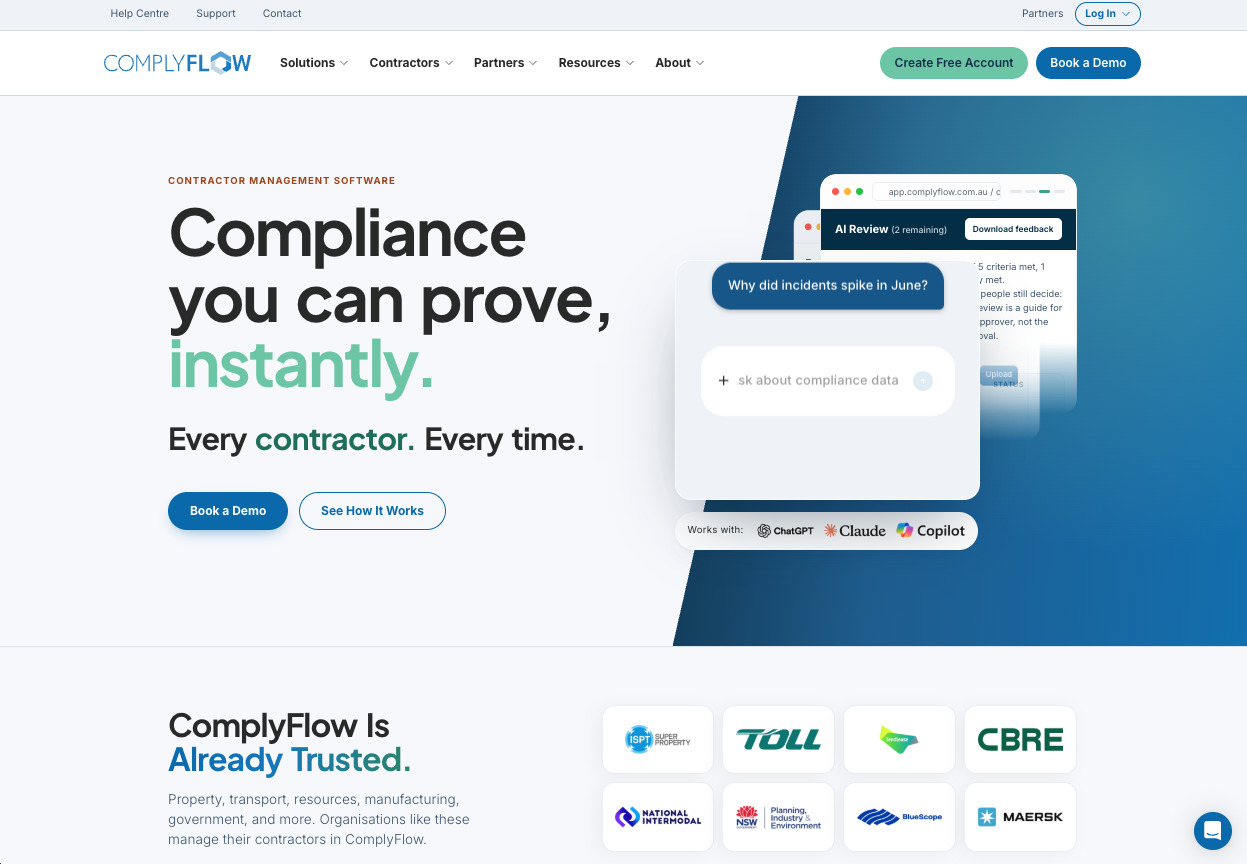 Help Centre
Support
Contact
Partners
Log In
COMPLYFLOW
Solutions
Contractors
Partners
Resources
About
Create Free Account
Book a Demo
CONTRACTOR MANAGEMENT SOFTWARE
Compliance
you can prove,
instantly.
Every contractor. Every time.
Book a Demo
See How It Works
app.complyflow.com.au / c
AI Review (2 remaining)
Download feedback
5 criteria met, 1
met.
people still decide:
eview is a guide for
pprover, not the
oval.
Upload
STATUS
Why did incidents spike in June?
+ sk about compliance data
Works with:
ChatGPT
Claude
Copilot
ComplyFlow Is
Already Trusted.
Property, transport, resources, manufacturing,
government, and more. Organisations like these
manage their contractors in ComplyFlow.
ISPT SUPER
PROPERTY
TOLL
lendlease
CBRE
NATIONAL
INTERMODAL
NSW
Planning,
Industry &
Environment
BlueScope
MAERSK